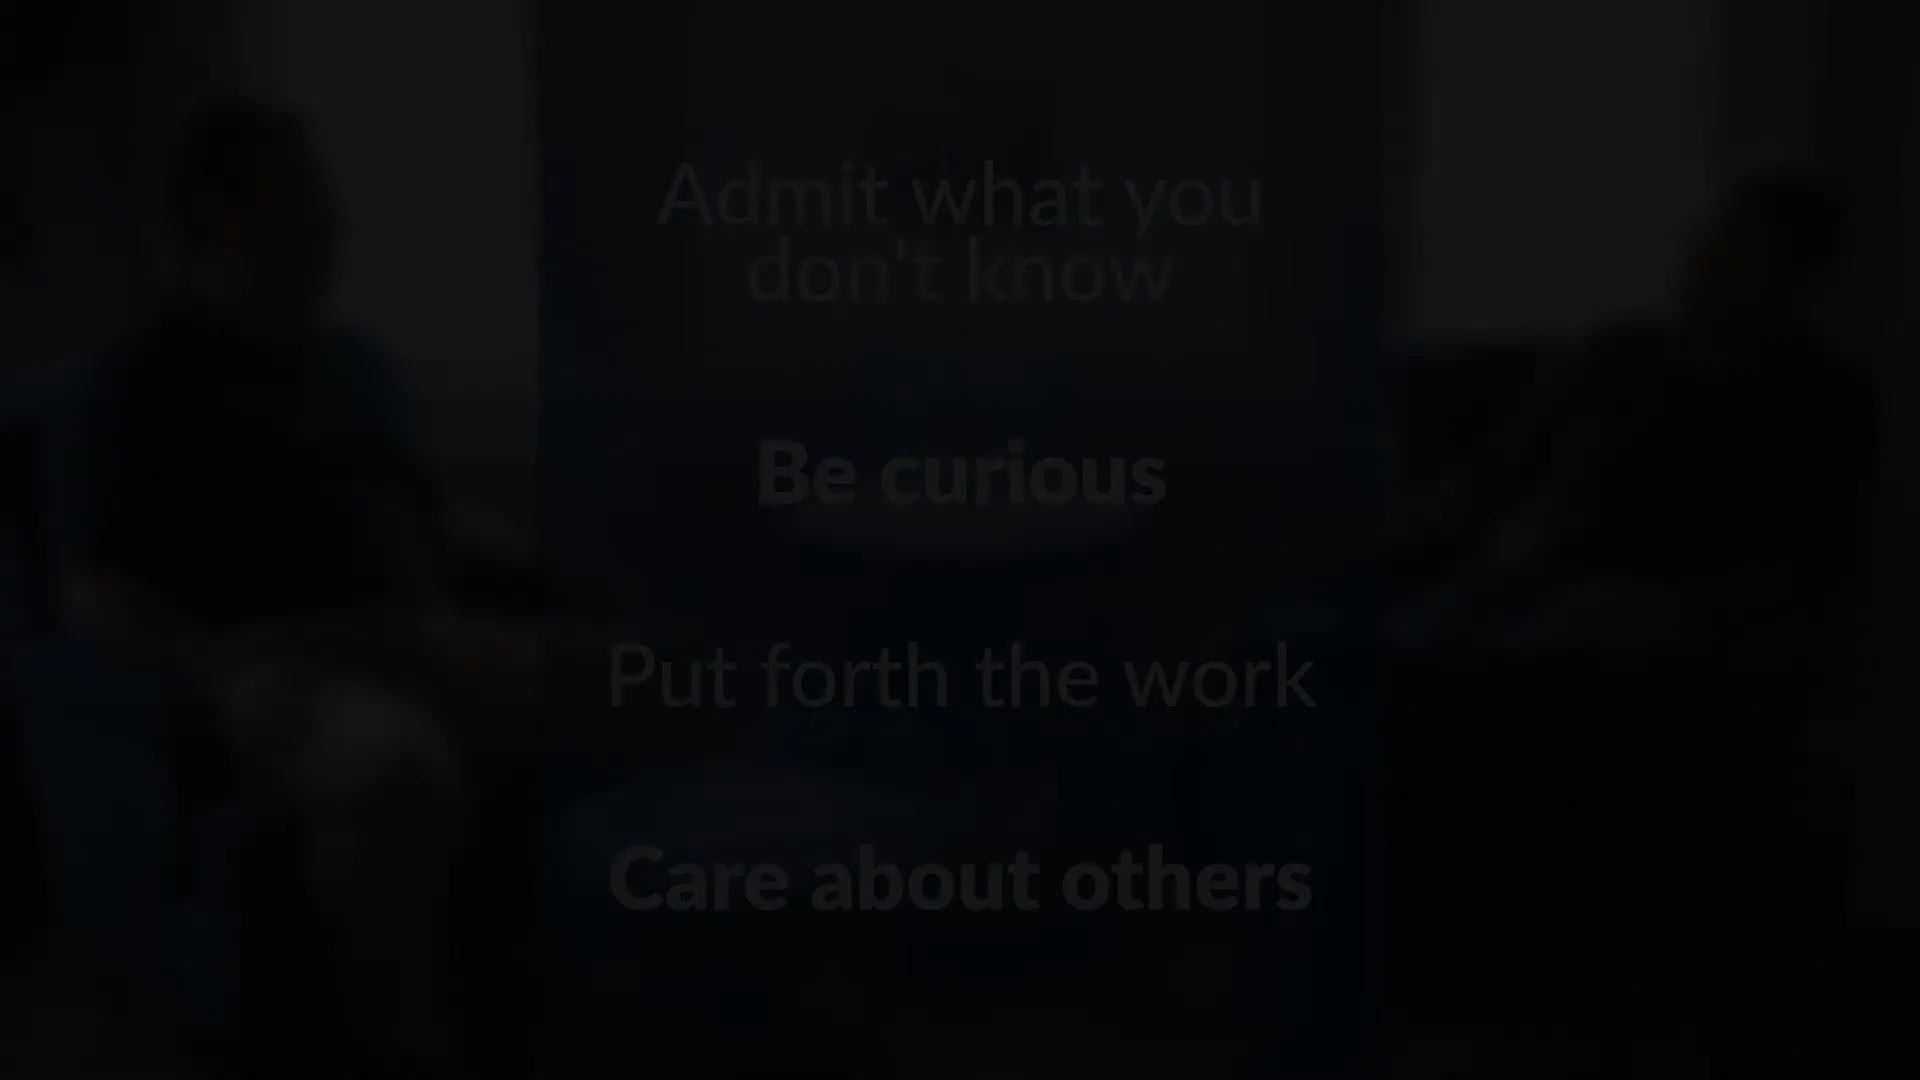 Admit what you
don't know
Be curious
Put forth the work
Care about others